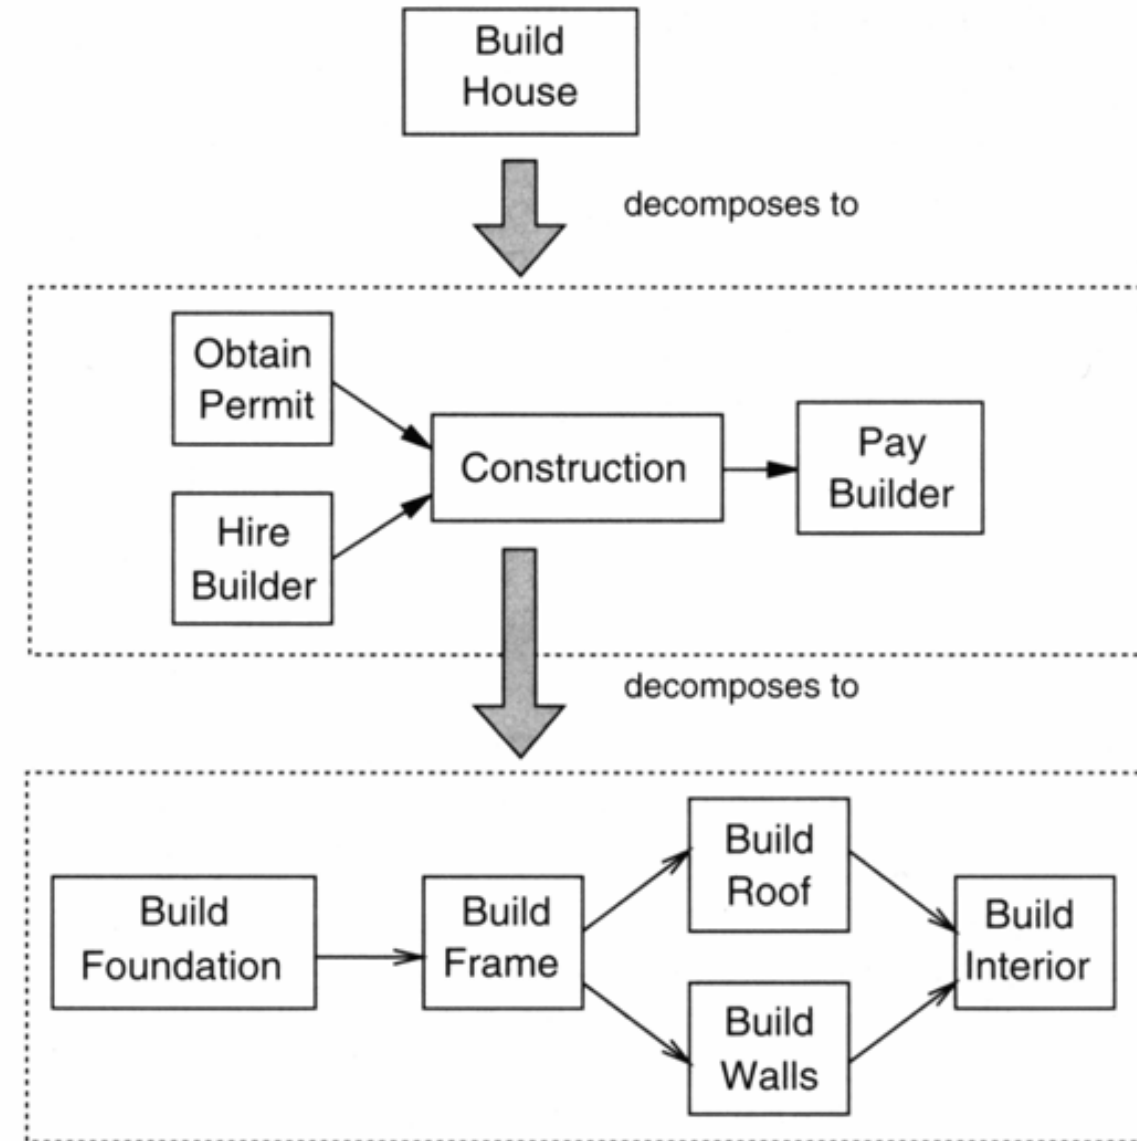 Build
House
decomposes to
Obtain
Permit
Hire
Builder
Construction
Pay
Builder
decomposes to
Build
Foundation
Build
Frame
Build
Roof
Build
Walls
Build
Interior